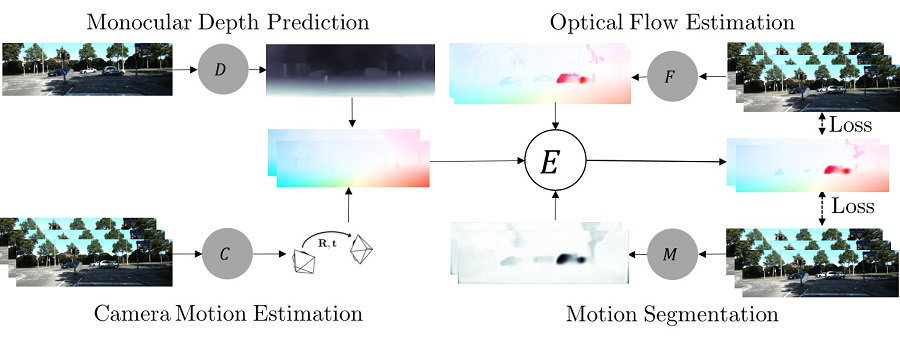 Monocular Depth Prediction
Optical Flow Estimation
D
F
Loss
E
R, t
C
M
Loss
Camera Motion Estimation
Motion Segmentation